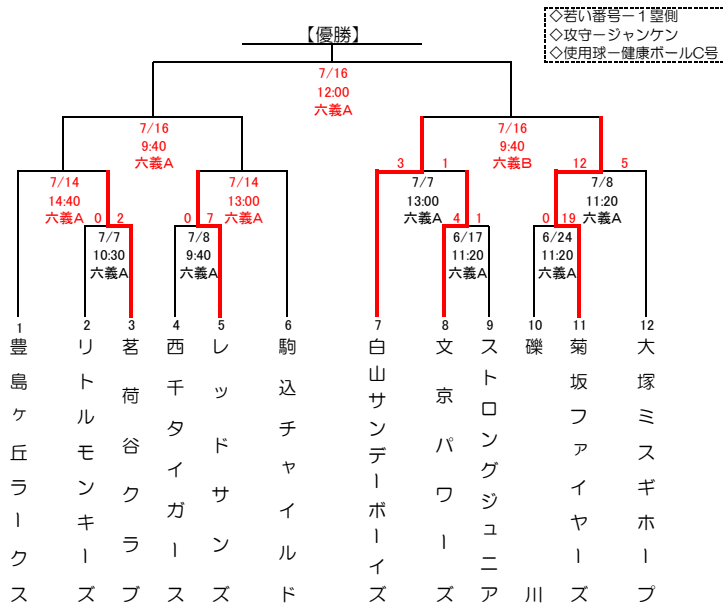 ◇若い番号－１塁側
◇攻守－ジャンケン
◇使用球－健康ボールC号
【優勝】
7/16
12:00
六義A
7/16
9:40
六義A
7/16
9:40
六義B
7/14
14:40
六義A
7/14
13:00
六義A
3 1
7/7
13:00
六義A
12 5
7/8
11:20
六義A
0 2
7/7
10:30
六義A
0 7
7/8
9:40
六義A
4 1
6/17
11:20
六義A
0 19
6/24
11:20
六義A
1 豊島ヶ丘ラークス
2 リトルモンキーズ
3 茗荷谷クラブ
4 西千タイガース
5 レッドサンズ
6 駒込チャイルド
7 白山サンデーボーイズ
8 文京パワーズ
9 ストロングジュニア
10 礫川
11 菊坂ファイヤーズ
12 大塚ミスギホープ